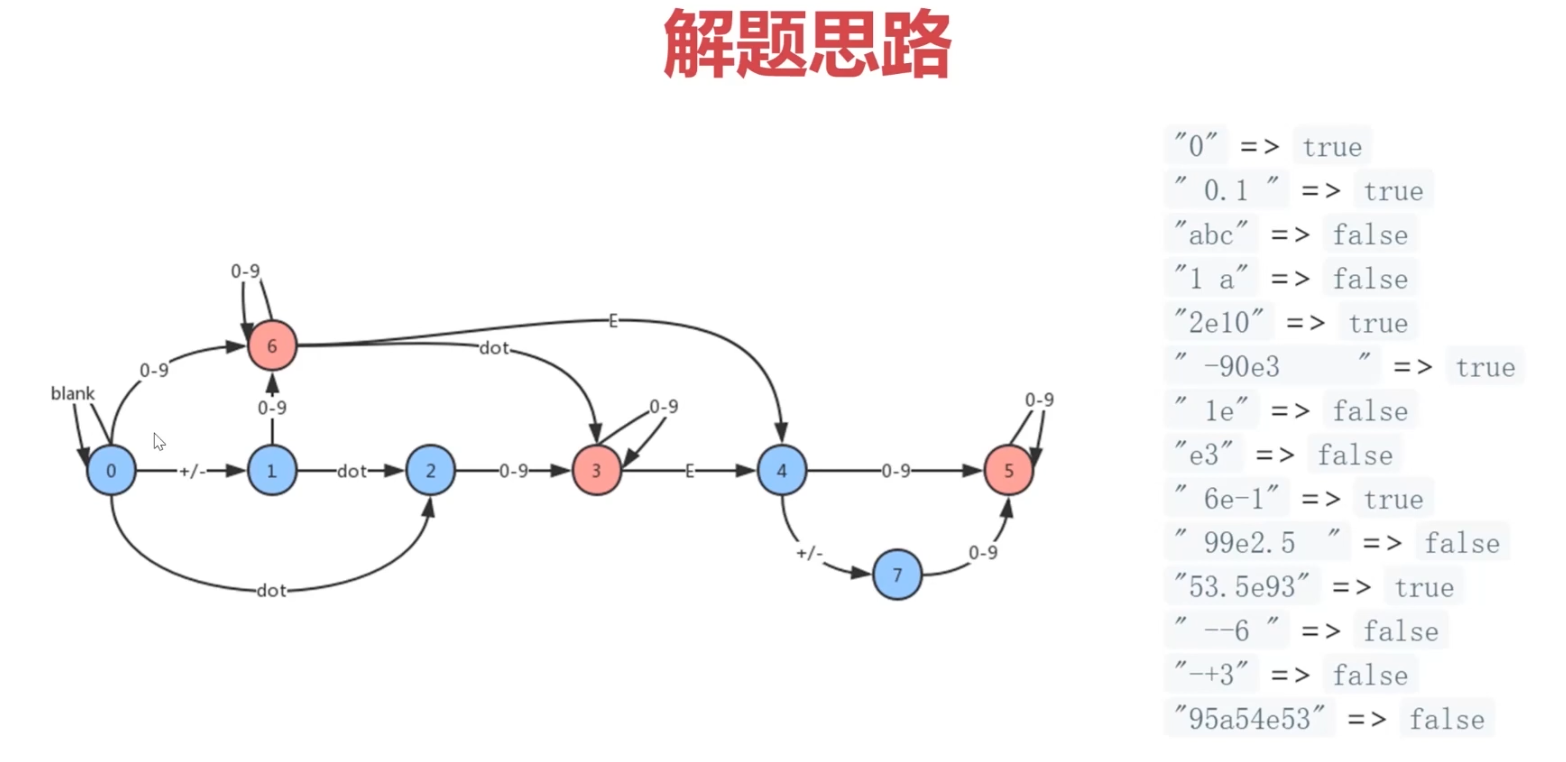 解题思路
"0" => true
" 0.1 " => true
"abc" => false
"1 a" => false
"2e10" => true
" -90e3     " => true
" 1e" => false
"e3" => false
" 6e-1" => true
" 99e2.5  " => false
"53.5e93" => true
" --6 " => false
"-+3" => false
"95a54e53" => false
0-9
E
6
dot
0-9
blank
0-9
0-9
0-9
0
+/-
1
dot
2
0-9
3
E
4
0-9
5
+/-
0-9
7
dot
0-9